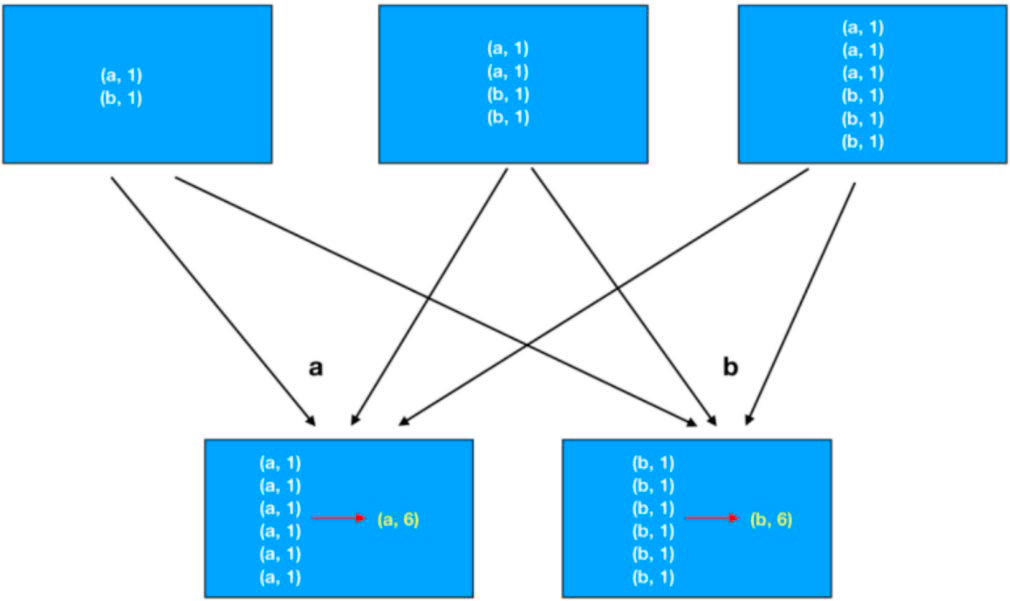 (a, 1)
(b, 1)
(a, 1)
(a, 1)
(b, 1)
(b, 1)
(a, 1)
(a, 1)
(a, 1)
(b, 1)
(b, 1)
(b, 1)
a
b
(a, 1)
(a, 1)
(a, 1)
(a, 1)
(a, 1)
(a, 1)
(a, 6)
(b, 1)
(b, 1)
(b, 1)
(b, 1)
(b, 1)
(b, 1)
(b, 6)